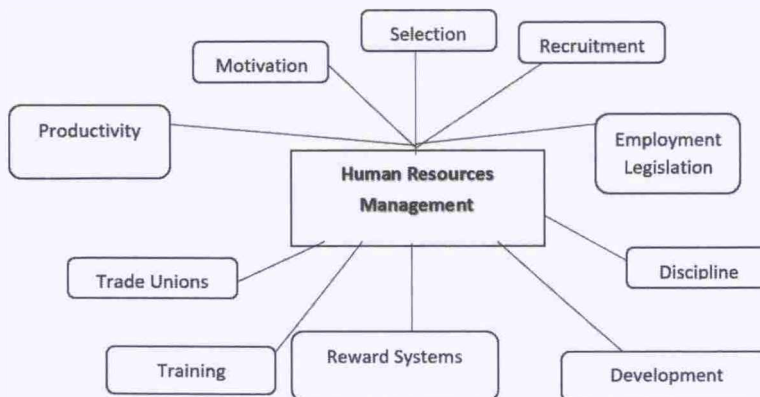 Selection
Recruitment
Motivation
Productivity
Employment
Legislation
Human Resources
Management
Trade Unions
Discipline
Training
Reward Systems
Development